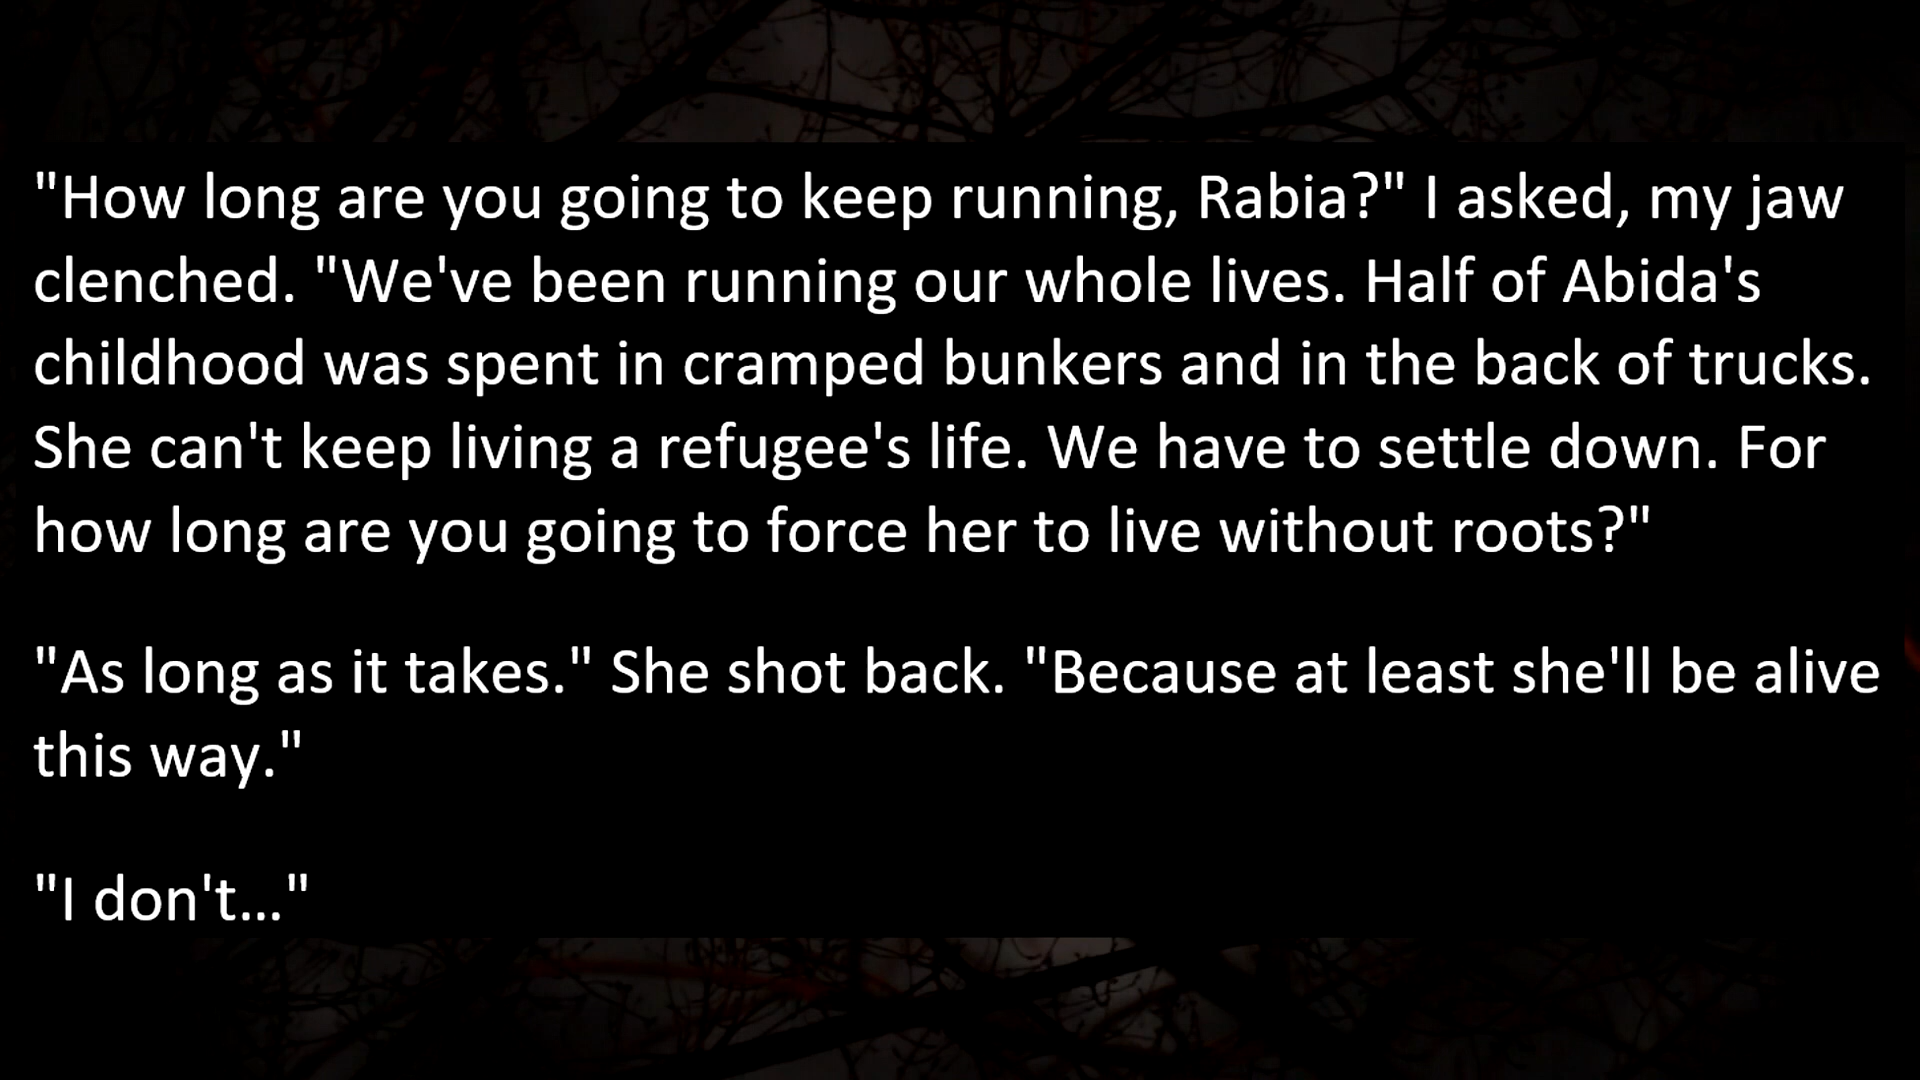 "How long are you going to keep running, Rabia?" I asked, my jaw
clenched. "We've been running our whole lives. Half of Abida's
childhood was spent in cramped bunkers and in the back of trucks.
She can't keep living a refugee's life. We have to settle down. For
how long are you going to force her to live without roots?"
"As long as it takes." She shot back. "Because at least she'll be alive
this way."
"I don't..."